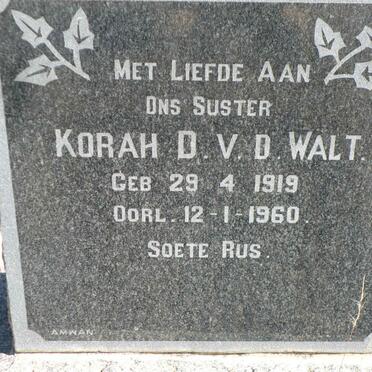 MET LIEFDE AAN
ONS SUSTER
KORAH D. V. D. WALT.
GEB 29 4 1919
OORL. 12-1-1960.
SOETE RUS.
AMWAN